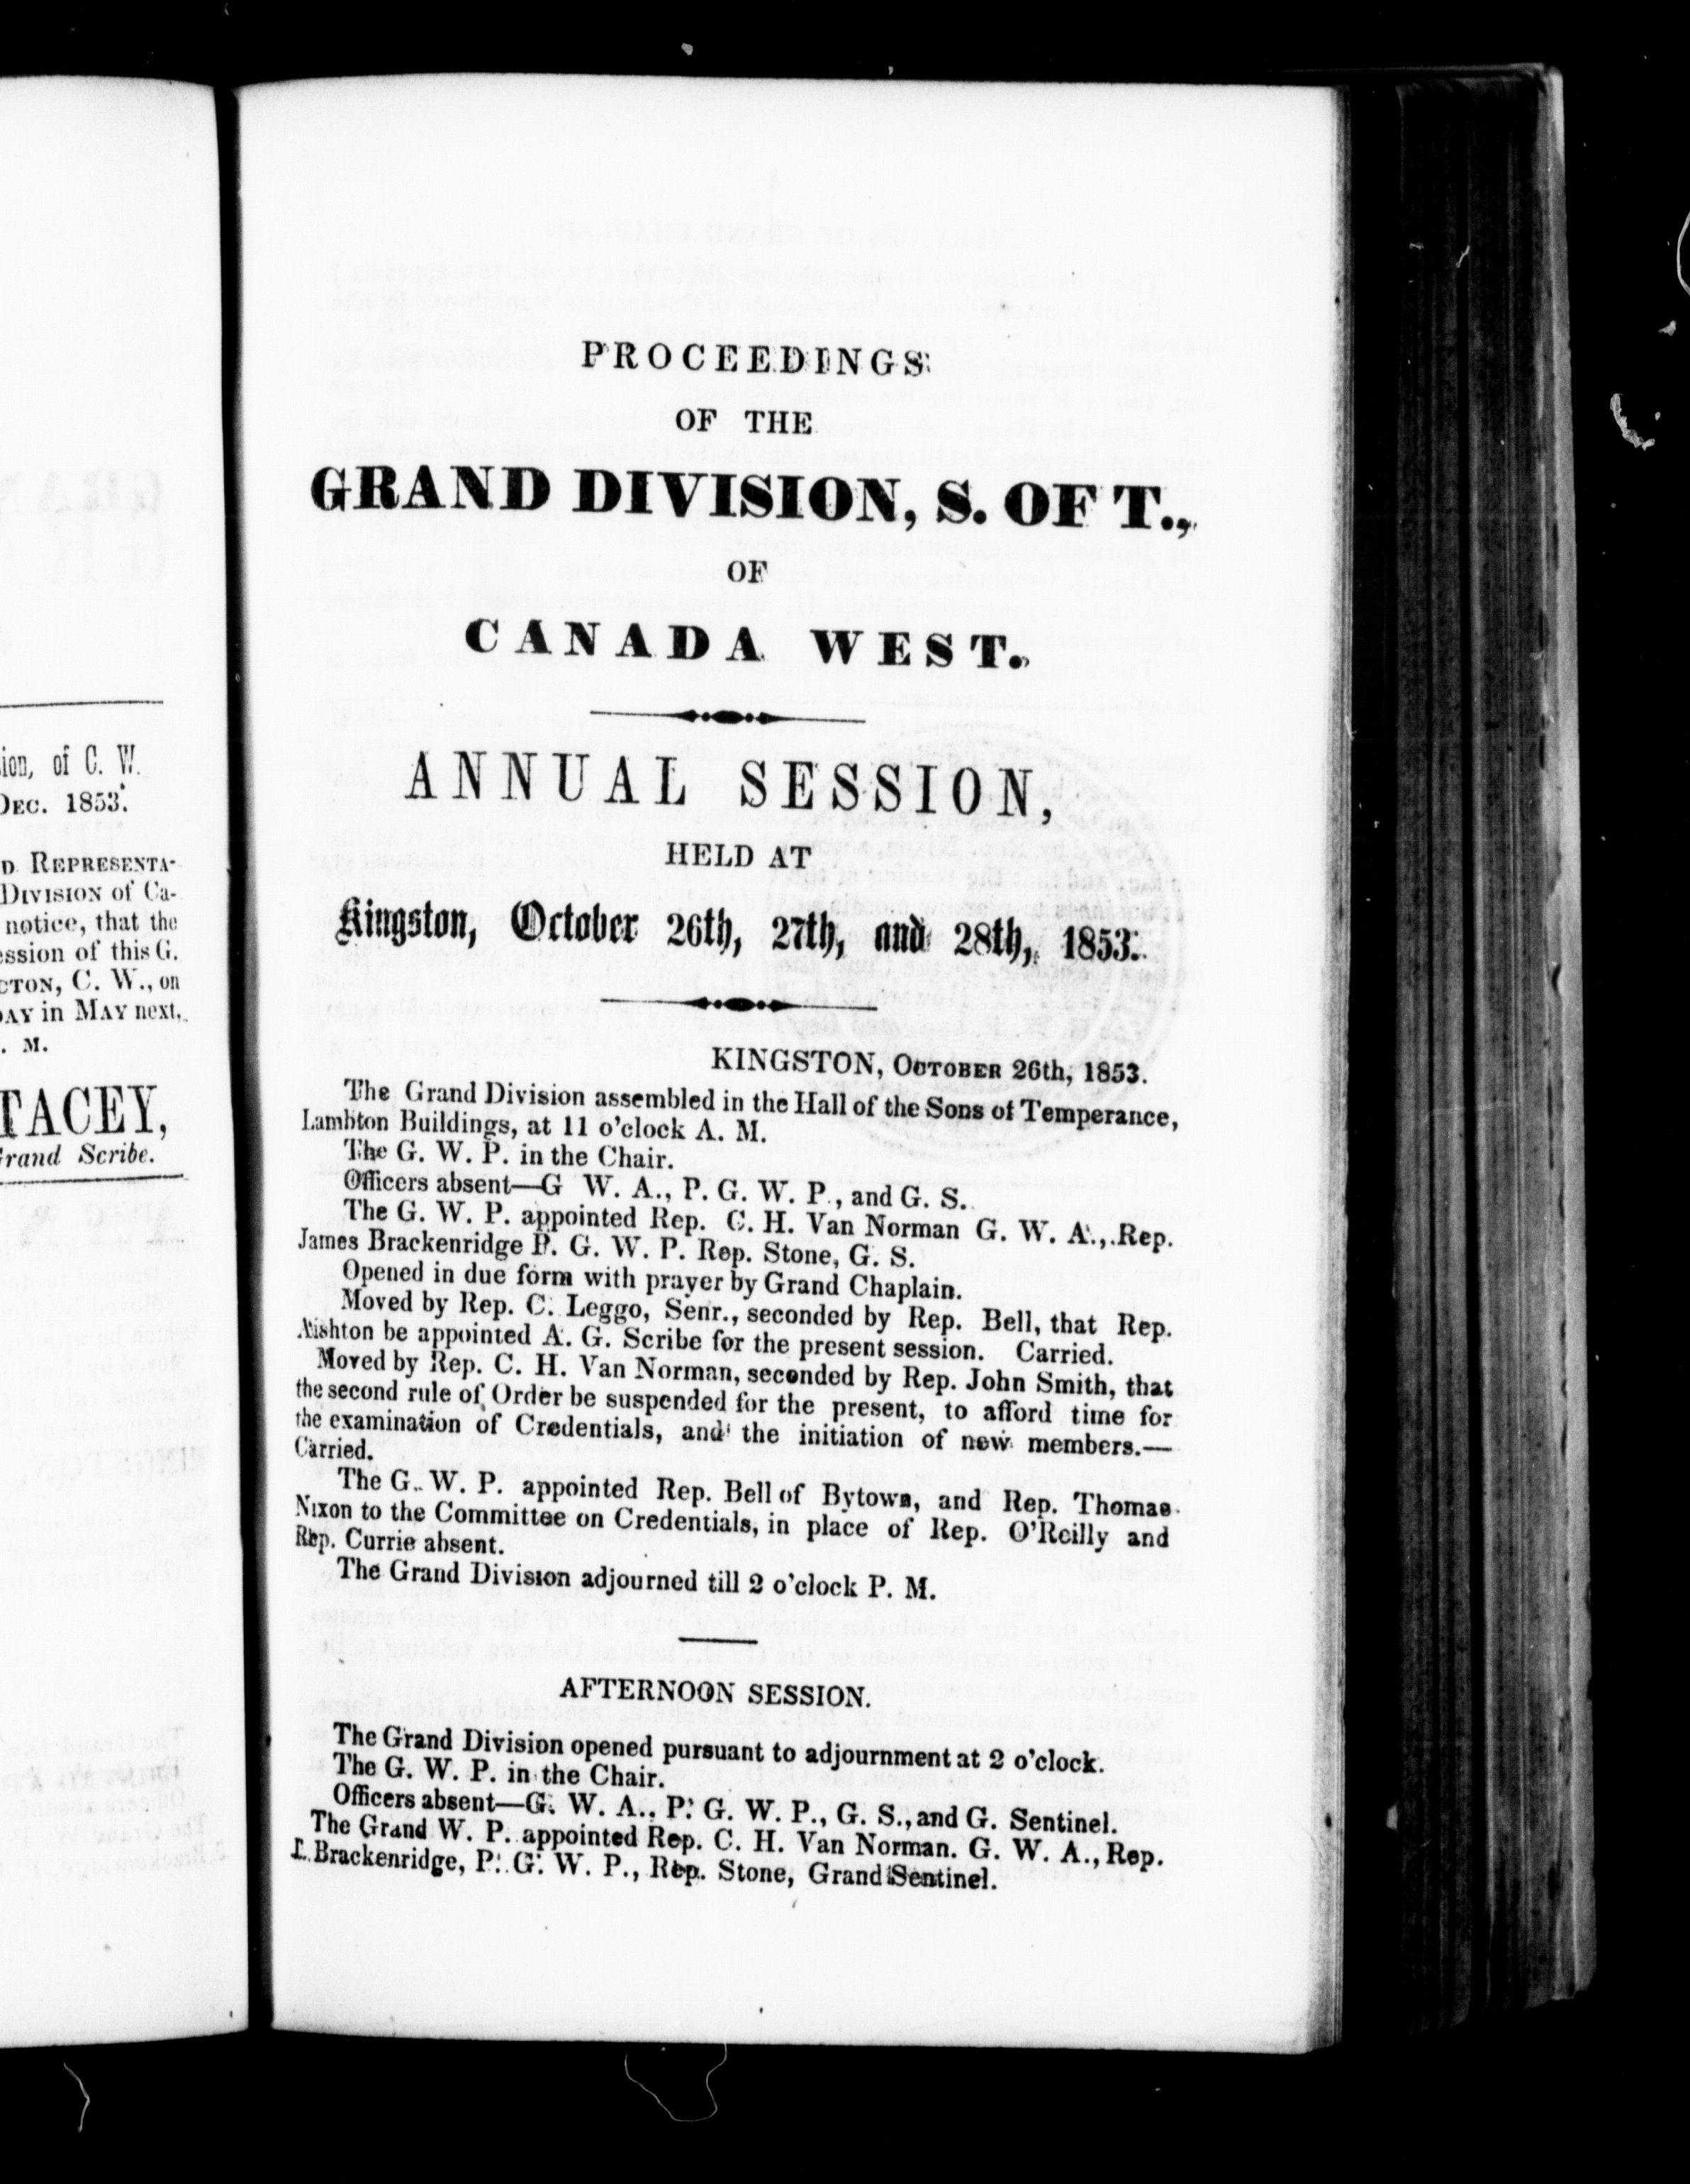 ion, of C. W.
DEC. 1853.
D REPRESENTA-
DIVISION of Ca-
notice, that the
ession of this G.
TON, C. W., on
AY in MAY next,
. M.
TACEY,
Grand Scribe.
PROCEEDINGS
OF THE
GRAND DIVISION, S. OF T.,
OF
CANADA WEST.
ANNUAL SESSION,
HELD AT
Kingston, October 26th, 27th, and 28th, 1853.
KINGSTON, OCTOBER 26th, 1853.
The Grand Division assembled in the Hall of the Sons of Temperance,
Lambton Buildings, at 11 o'clock A. M.
The G. W. P. in the Chair.
Officers absent—G W. A., P. G. W. P., and G. S.
The G. W. P. appointed Rep. C. H. Van Norman G. W. A., Rep.
James Brackenridge P. G. W. P. Rep. Stone, G. S.
Opened in due form with prayer by Grand Chaplain.
Moved by Rep. C. Leggo, Senr., seconded by Rep. Bell, that Rep.
Aishton be appointed A. G. Scribe for the present session. Carried.
Moved by Rep. C. H. Van Norman, seconded by Rep. John Smith, that
the second rule of Order be suspended for the present, to afford time for
the examination of Credentials, and the initiation of new members.—
Carried.
The G. W. P. appointed Rep. Bell of Bytown, and Rep. Thomas
Nixon to the Committee on Credentials, in place of Rep. O'Reilly and
Rep. Currie absent.
The Grand Division adjourned till 2 o'clock P. M.
AFTERNOON SESSION.
The Grand Division opened pursuant to adjournment at 2 o'clock.
The G. W. P. in the Chair.
Officers absent—G. W. A., P. G. W. P., G. S., and G. Sentinel.
The Grand W. P. appointed Rep. C. H. Van Norman. G. W. A., Rep.
Brackenridge, P. G. W. P., Rep. Stone, Grand Sentinel.